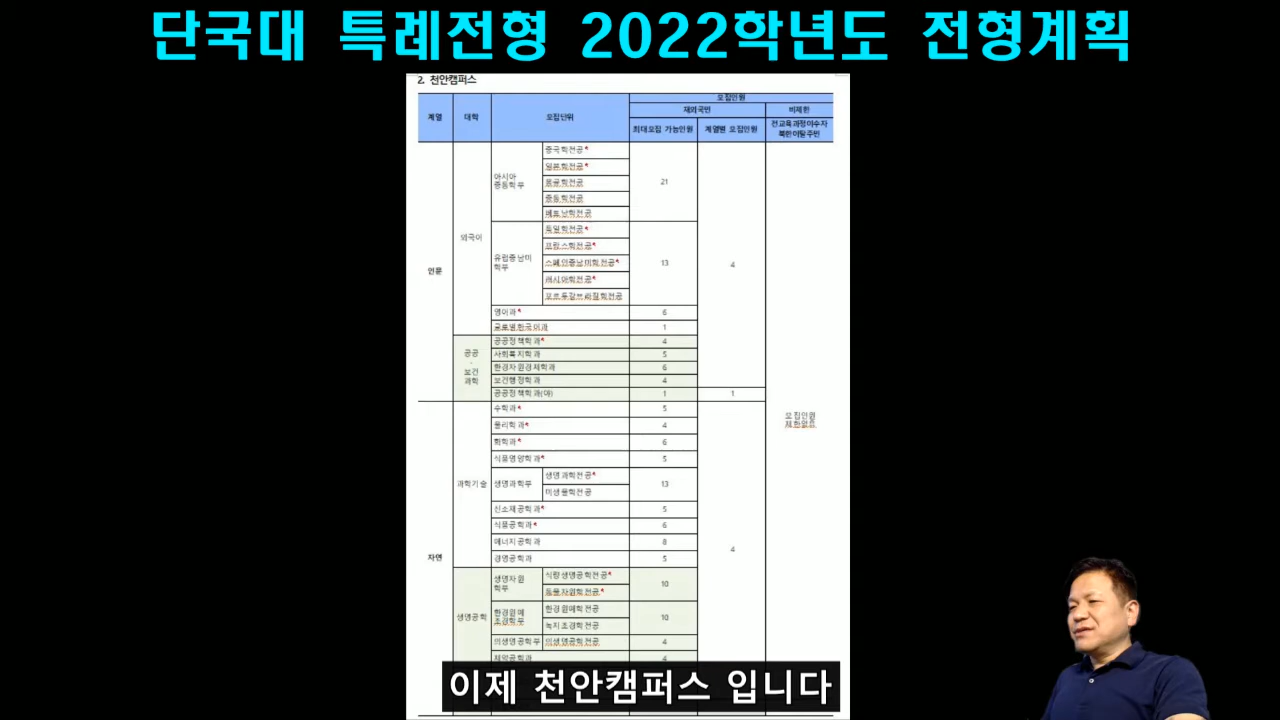 단국대 특례전형 2022학년도 전형계획
2. 천안캠퍼스
계열 대학 모집단위 모집인원
재외국민 비제한
최대모집 가능인원 계열별 모집인원 전교육과정이수자
북한이탈주민
인문 외국어 아시아
중동학부 중국학전공* 21 4 모집인원
제한없음
일본학전공*
몽골학전공
중동학전공
베트남학전공
유럽중남미
학부 독일학전공* 13
프랑스학전공*
스페인중남미학전공*
러시아학전공*
포르투갈브라질학전공
영어과* 6
글로벌한국어과 1
공공
·
보건
과학 공공정책학과* 4
사회복지학과 5
환경자원경제학과 6
보건행정학과 4
공공정책학과(야) 1 1
자연 과학기술 수학과* 5 4
물리학과* 4
화학과* 6
식품영양학과* 5
생명과학부 생명과학전공* 13
미생물학전공
신소재공학과* 5
식품공학과* 6
에너지공학과 8
경영공학과 5
생명공학 생명자원
학부 식량생명공학전공* 10
동물자원학전공*
환경원예
조경학부 환경원예학전공 10
녹지조경학전공
의생명공학부 의생명공학전공 4
제약공학과 4
이제 천안캠퍼스 입니다